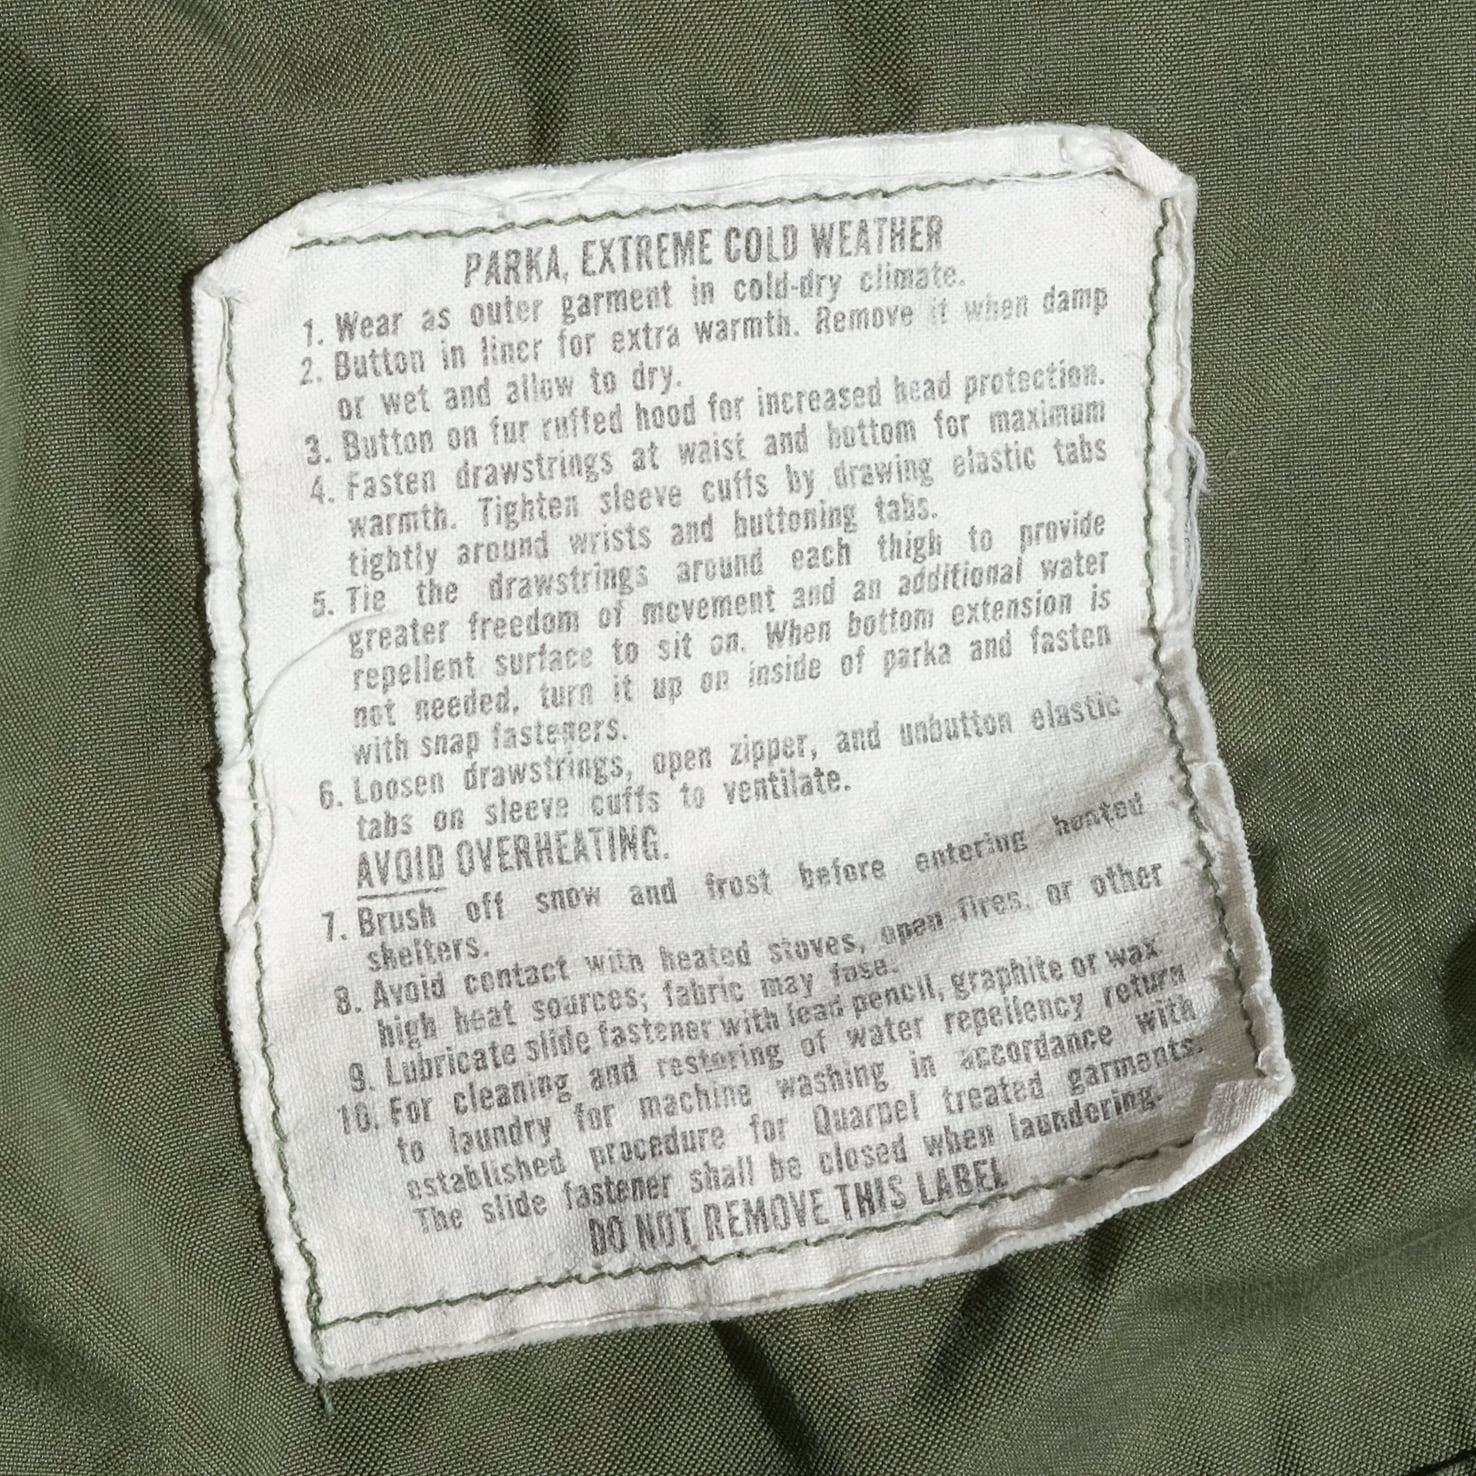 PARKA, EXTREME COLD WEATHER
1. Wear as outer garment in cold-dry climate.
2. Button in liner for extra warmth. Remove it when damp
or wet and allow to dry.
3. Button on fur ruffed hood for increased head protection.
4. Fasten drawstrings at waist and bottom for maximum
warmth. Tighten sleeve cuffs by drawing elastic tabs
tightly around wrists and buttoning tabs.
5. Tie the drawstrings around each thigh to provide
greater freedom of movement and an additional water
repellent surface to sit on. When bottom extension is
not needed, turn it up on inside of parka and fasten
with snap fasteners.
6. Loosen drawstrings, open zipper, and unbutton elastic
tabs on sleeve cuffs to ventilate.
AVOID OVERHEATING.
7. Brush off snow and frost before entering heated
shelters.
8. Avoid contact with heated stoves, open fires, or other
high heat sources; fabric may fuse.
9. Lubricate slide fastener with lead pencil, graphite or wax.
10. For cleaning and restoring of water repellency return
to laundry for machine washing in accordance with
established procedure for Quarpel treated garments.
The slide fastener shall be closed when laundering.
DO NOT REMOVE THIS LABEL